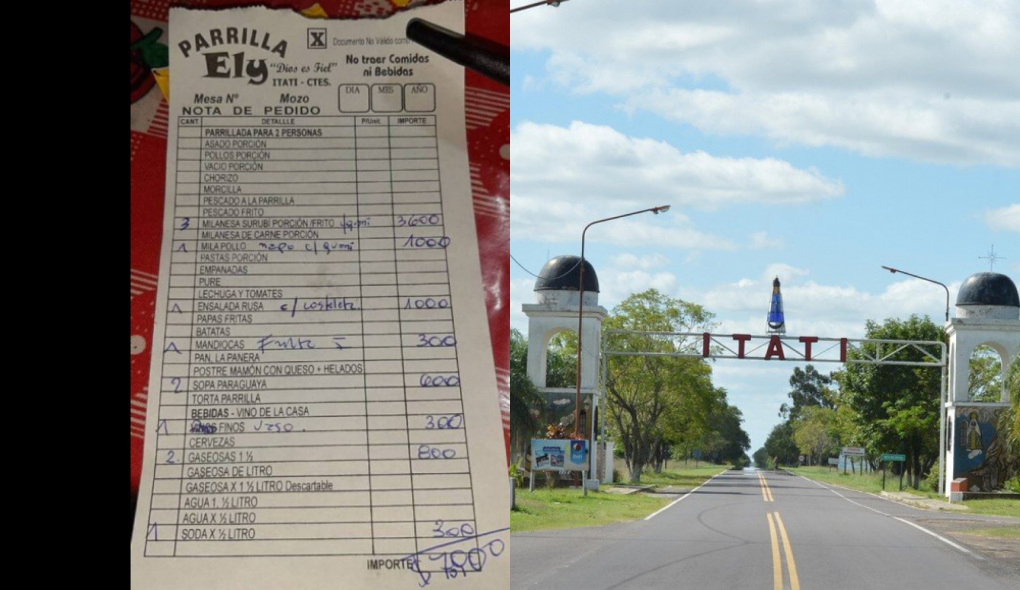 PARRILLA
Ely
"Dios es Fiel"
ITATI - CTES.
X
Documento No Válido como
No traer Comidas
ni Bebidas
DIA MES AÑO
Mesa Nº Mozo
NOTA DE PEDIDO
CANT DETALLLE P/Unit. IMPORTE
PARRILLADA PARA 2 PERSONAS
ASADO PORCIÓN
POLLOS PORCIÓN
VACIO PORCIÓN
CHORIZO
MORCILLA
PESCADO A LA PARRILLA
PESCADO FRITO
3 MILANESA SURUBÍ PORCIÓN /FRITO 3600
MILANESA DE CARNE PORCIÓN
1 MILA POLLO napo c/ 1000
PASTAS PORCIÓN
EMPANADAS
PURE
LECHUGA Y TOMATES
1 ENSALADA RUSA c/ costeleta 1000
PAPAS FRITAS
BATATAS
1 MANDIOCAS Frita 300
PAN, LA PANERA
POSTRE MAMÓN CON QUESO + HELADOS
2 SOPA PARAGUAYA 600
TORTA PARRILLA
BEBIDAS - VINO DE LA CASA
1 FINOS vaso. 300
CERVEZAS
2. GASEOSAS 1 ½ 800
GASEOSA DE LITRO
GASEOSA X 1 ½ LITRO Descartable
AGUA 1, ½ LITRO
AGUA X ½ LITRO
1 SODA X ½ LITRO 300
IMPORTE
ITATI